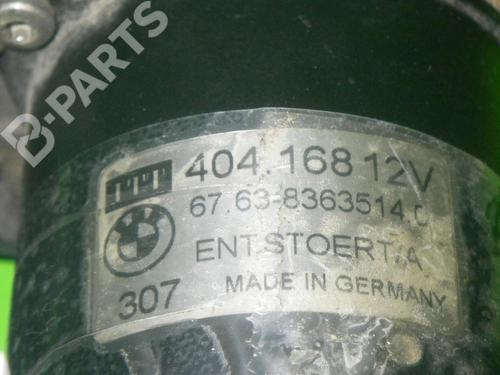 B-PARTS
404.168 12V
67.63-8363514.0
ENTSTOERT/A
307 MADE IN GERMANY